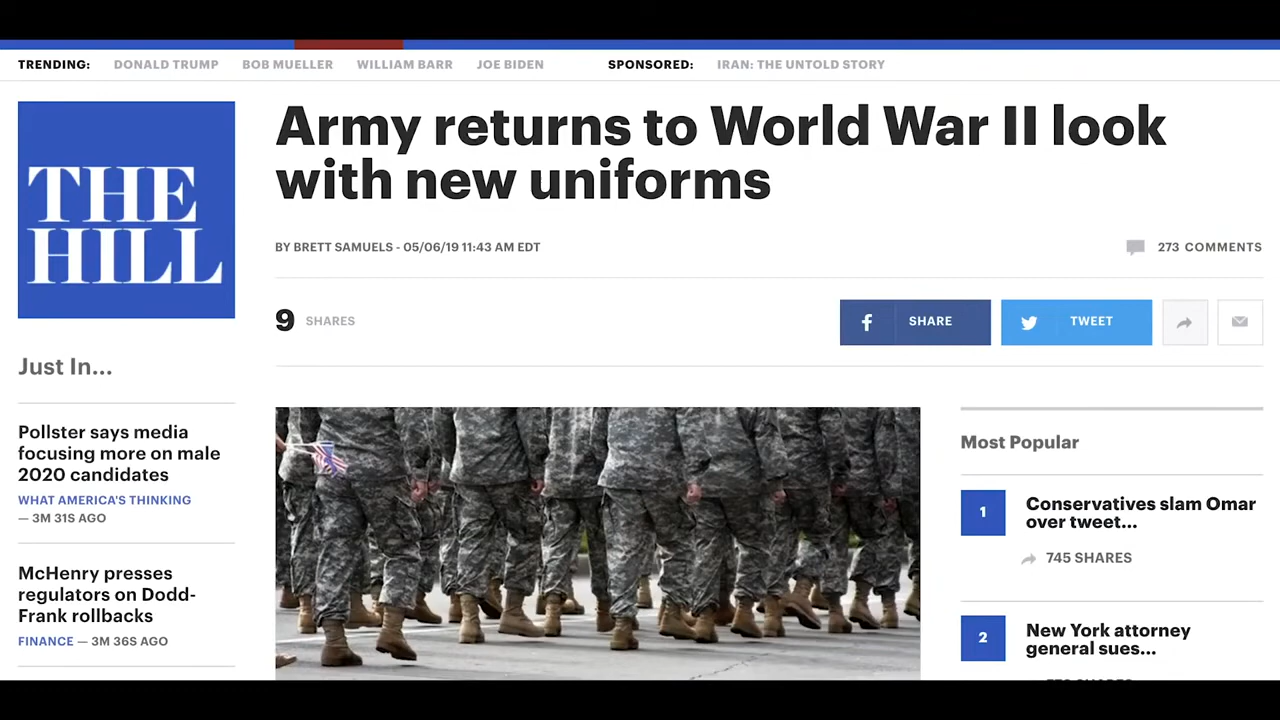 TRENDING: DONALD TRUMP BOB MUELLER WILLIAM BARR JOE BIDEN SPONSORED: IRAN: THE UNTOLD STORY
THE
HILL
Army returns to World War II look
with new uniforms
BY BRETT SAMUELS - 05/06/19 11:43 AM EDT
273 COMMENTS
9 SHARES
SHARE
TWEET
Just In...
Pollster says media
focusing more on male
2020 candidates
WHAT AMERICA'S THINKING
— 3M 31S AGO
McHenry presses
regulators on Dodd-
Frank rollbacks
FINANCE — 3M 36S AGO
Most Popular
1
Conservatives slam Omar
over tweet...
745 SHARES
2
New York attorney
general sues...